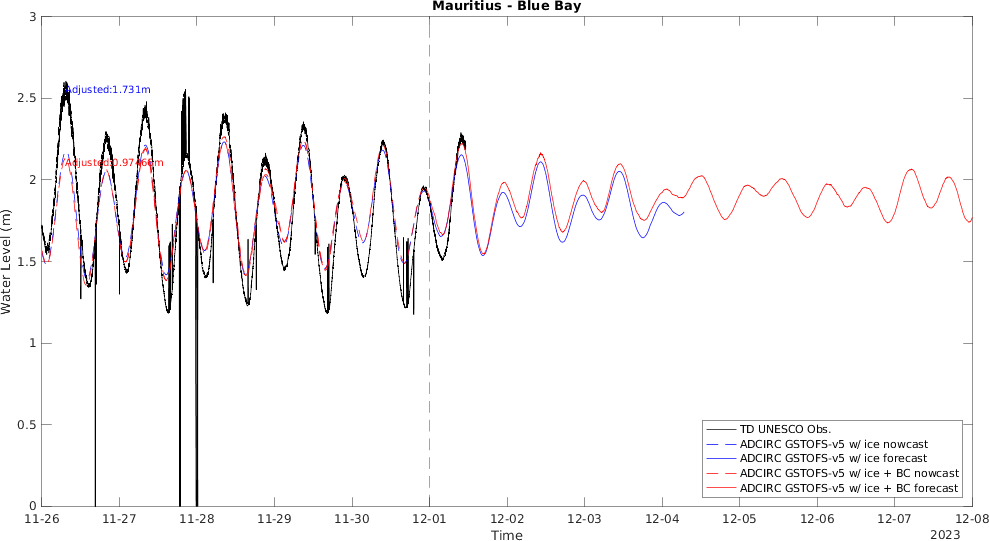 Mauritius - Blue Bay
3
2.5
2
1.5
1
0.5
0
Water Level (m)
Adjusted:1.731m
Adjusted:0.97466m
TD UNESCO Obs.
ADCIRC GSTOFS-v5 w/ ice nowcast
ADCIRC GSTOFS-v5 w/ ice forecast
ADCIRC GSTOFS-v5 w/ ice + BC nowcast
ADCIRC GSTOFS-v5 w/ ice + BC forecast
11-26 11-27 11-28 11-29 11-30 12-01 12-02 12-03 12-04 12-05 12-06 12-07 12-08
Time
2023